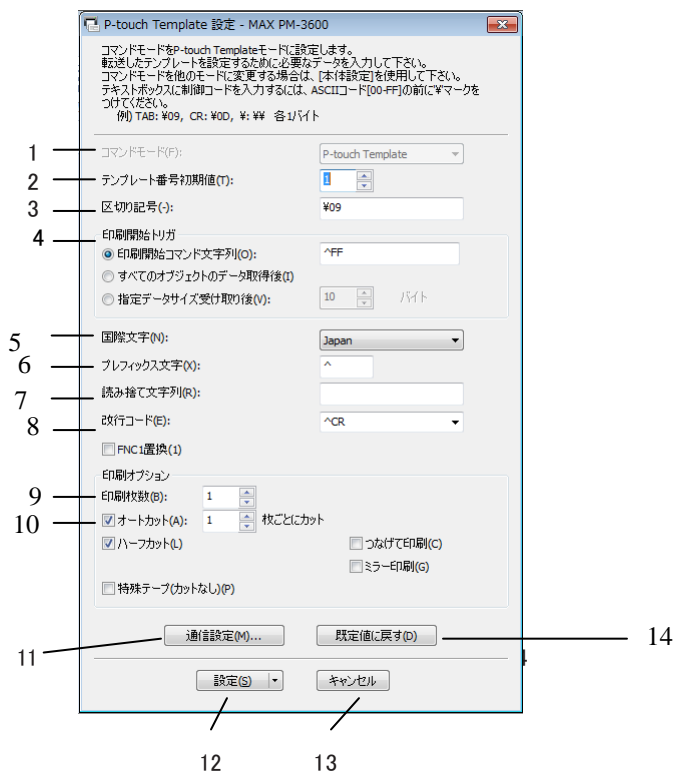 P-touch Template 設定 - MAX PM-3600
コマンドモードをP-touch Templateモードに設定します。
転送したテンプレートを設定するために必要なデータを入力して下さい。
コマンドモードを他のモードに変更する場合は、[本体設定]を使用して下さい。
テキストボックスに制御コードを入力するには、ASCIIコード[00-FF]の前に'¥'マークを
つけてください。
例) TAB: ¥09, CR: ¥0D, ¥: ¥¥ 各1バイト
1 コマンドモード(F): P-touch Template
2 テンプレート番号初期値(T): 1
3 区切り記号(-): ¥09
4 印刷開始トリガ
印刷開始コマンド文字列(O): ^FF
すべてのオブジェクトのデータ取得後(I)
指定データサイズ受け取り後(V): 10 バイト
5 国際文字(N): Japan
6 プレフィックス文字(X): ^
7 読み捨て文字列(R):
8 改行コード(E): ^CR
FNC1置換(1)
印刷オプション
9 印刷枚数(B): 1
10 オートカット(A): 1 枚ごとにカット
ハーフカット(L) つなげて印刷(C)
ミラー印刷(G)
特殊テープ(カットなし)(P)
11 通信設定(M)... 既定値に戻す(D) 14
設定(S) キャンセル
12 13